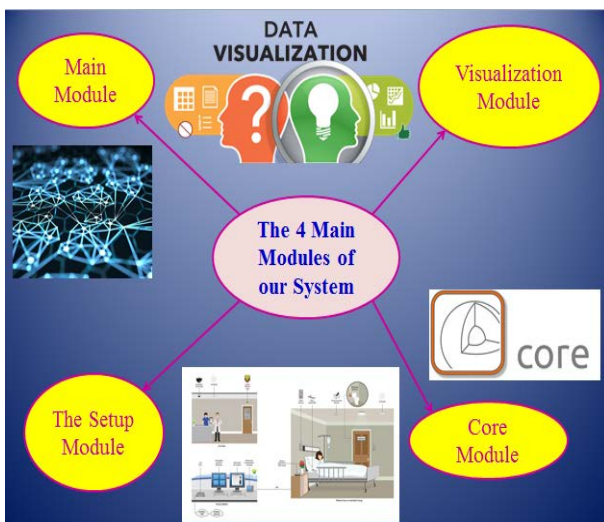 DATA
VISUALIZATION
Main
Module
Visualization
Module
The 4 Main
Modules of
our System
core
The Setup
Module
Core
Module